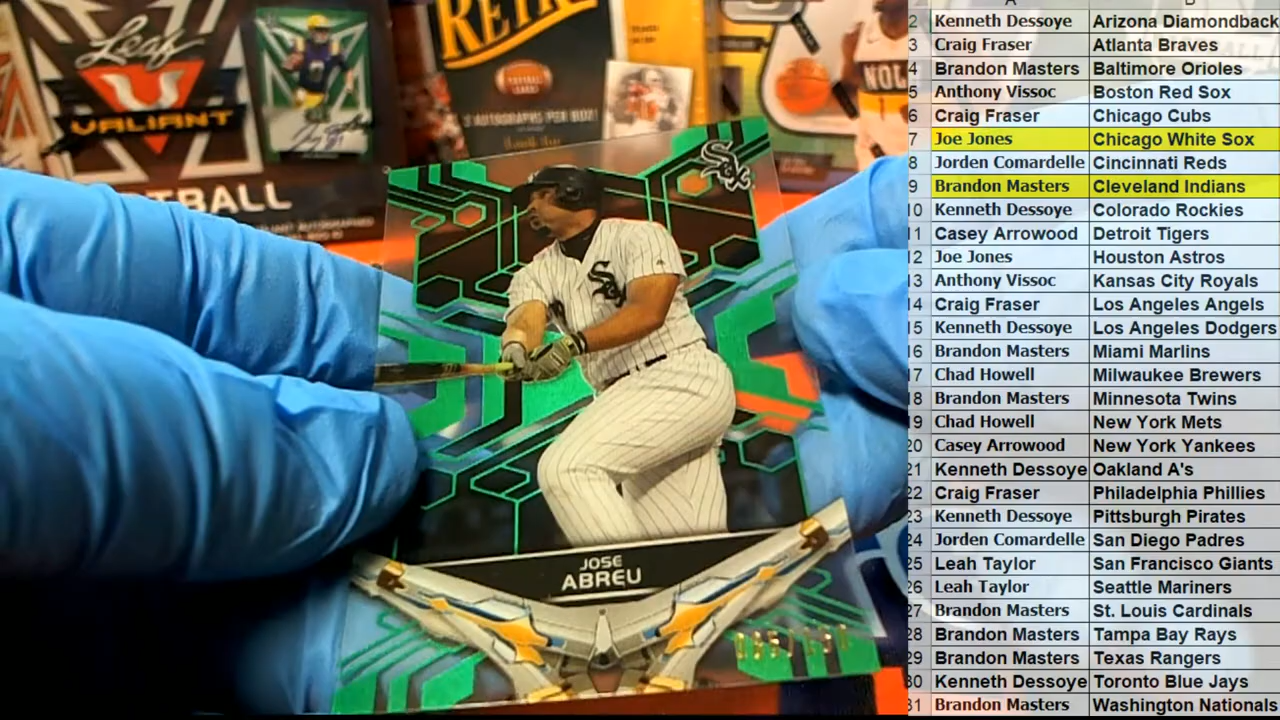 Leaf
VALIANT
TBALL
RETRO
FOOTBALL
3 AUTOGRAPHS PER BOX!
NOL
Sox
Sox
JOSE
ABREU
A
B
2 Kenneth Dessoye Arizona Diamondback
3 Craig Fraser Atlanta Braves
4 Brandon Masters Baltimore Orioles
5 Anthony Vissoc Boston Red Sox
6 Craig Fraser Chicago Cubs
7 Joe Jones Chicago White Sox
8 Jorden Comardelle Cincinnati Reds
9 Brandon Masters Cleveland Indians
10 Kenneth Dessoye Colorado Rockies
11 Casey Arrowood Detroit Tigers
12 Joe Jones Houston Astros
13 Anthony Vissoc Kansas City Royals
14 Craig Fraser Los Angeles Angels
15 Kenneth Dessoye Los Angeles Dodgers
16 Brandon Masters Miami Marlins
17 Chad Howell Milwaukee Brewers
18 Brandon Masters Minnesota Twins
19 Chad Howell New York Mets
20 Casey Arrowood New York Yankees
21 Kenneth Dessoye Oakland A's
22 Craig Fraser Philadelphia Phillies
23 Kenneth Dessoye Pittsburgh Pirates
24 Jorden Comardelle San Diego Padres
25 Leah Taylor San Francisco Giants
26 Leah Taylor Seattle Mariners
27 Brandon Masters St. Louis Cardinals
28 Brandon Masters Tampa Bay Rays
29 Brandon Masters Texas Rangers
30 Kenneth Dessoye Toronto Blue Jays
31 Brandon Masters Washington Nationals